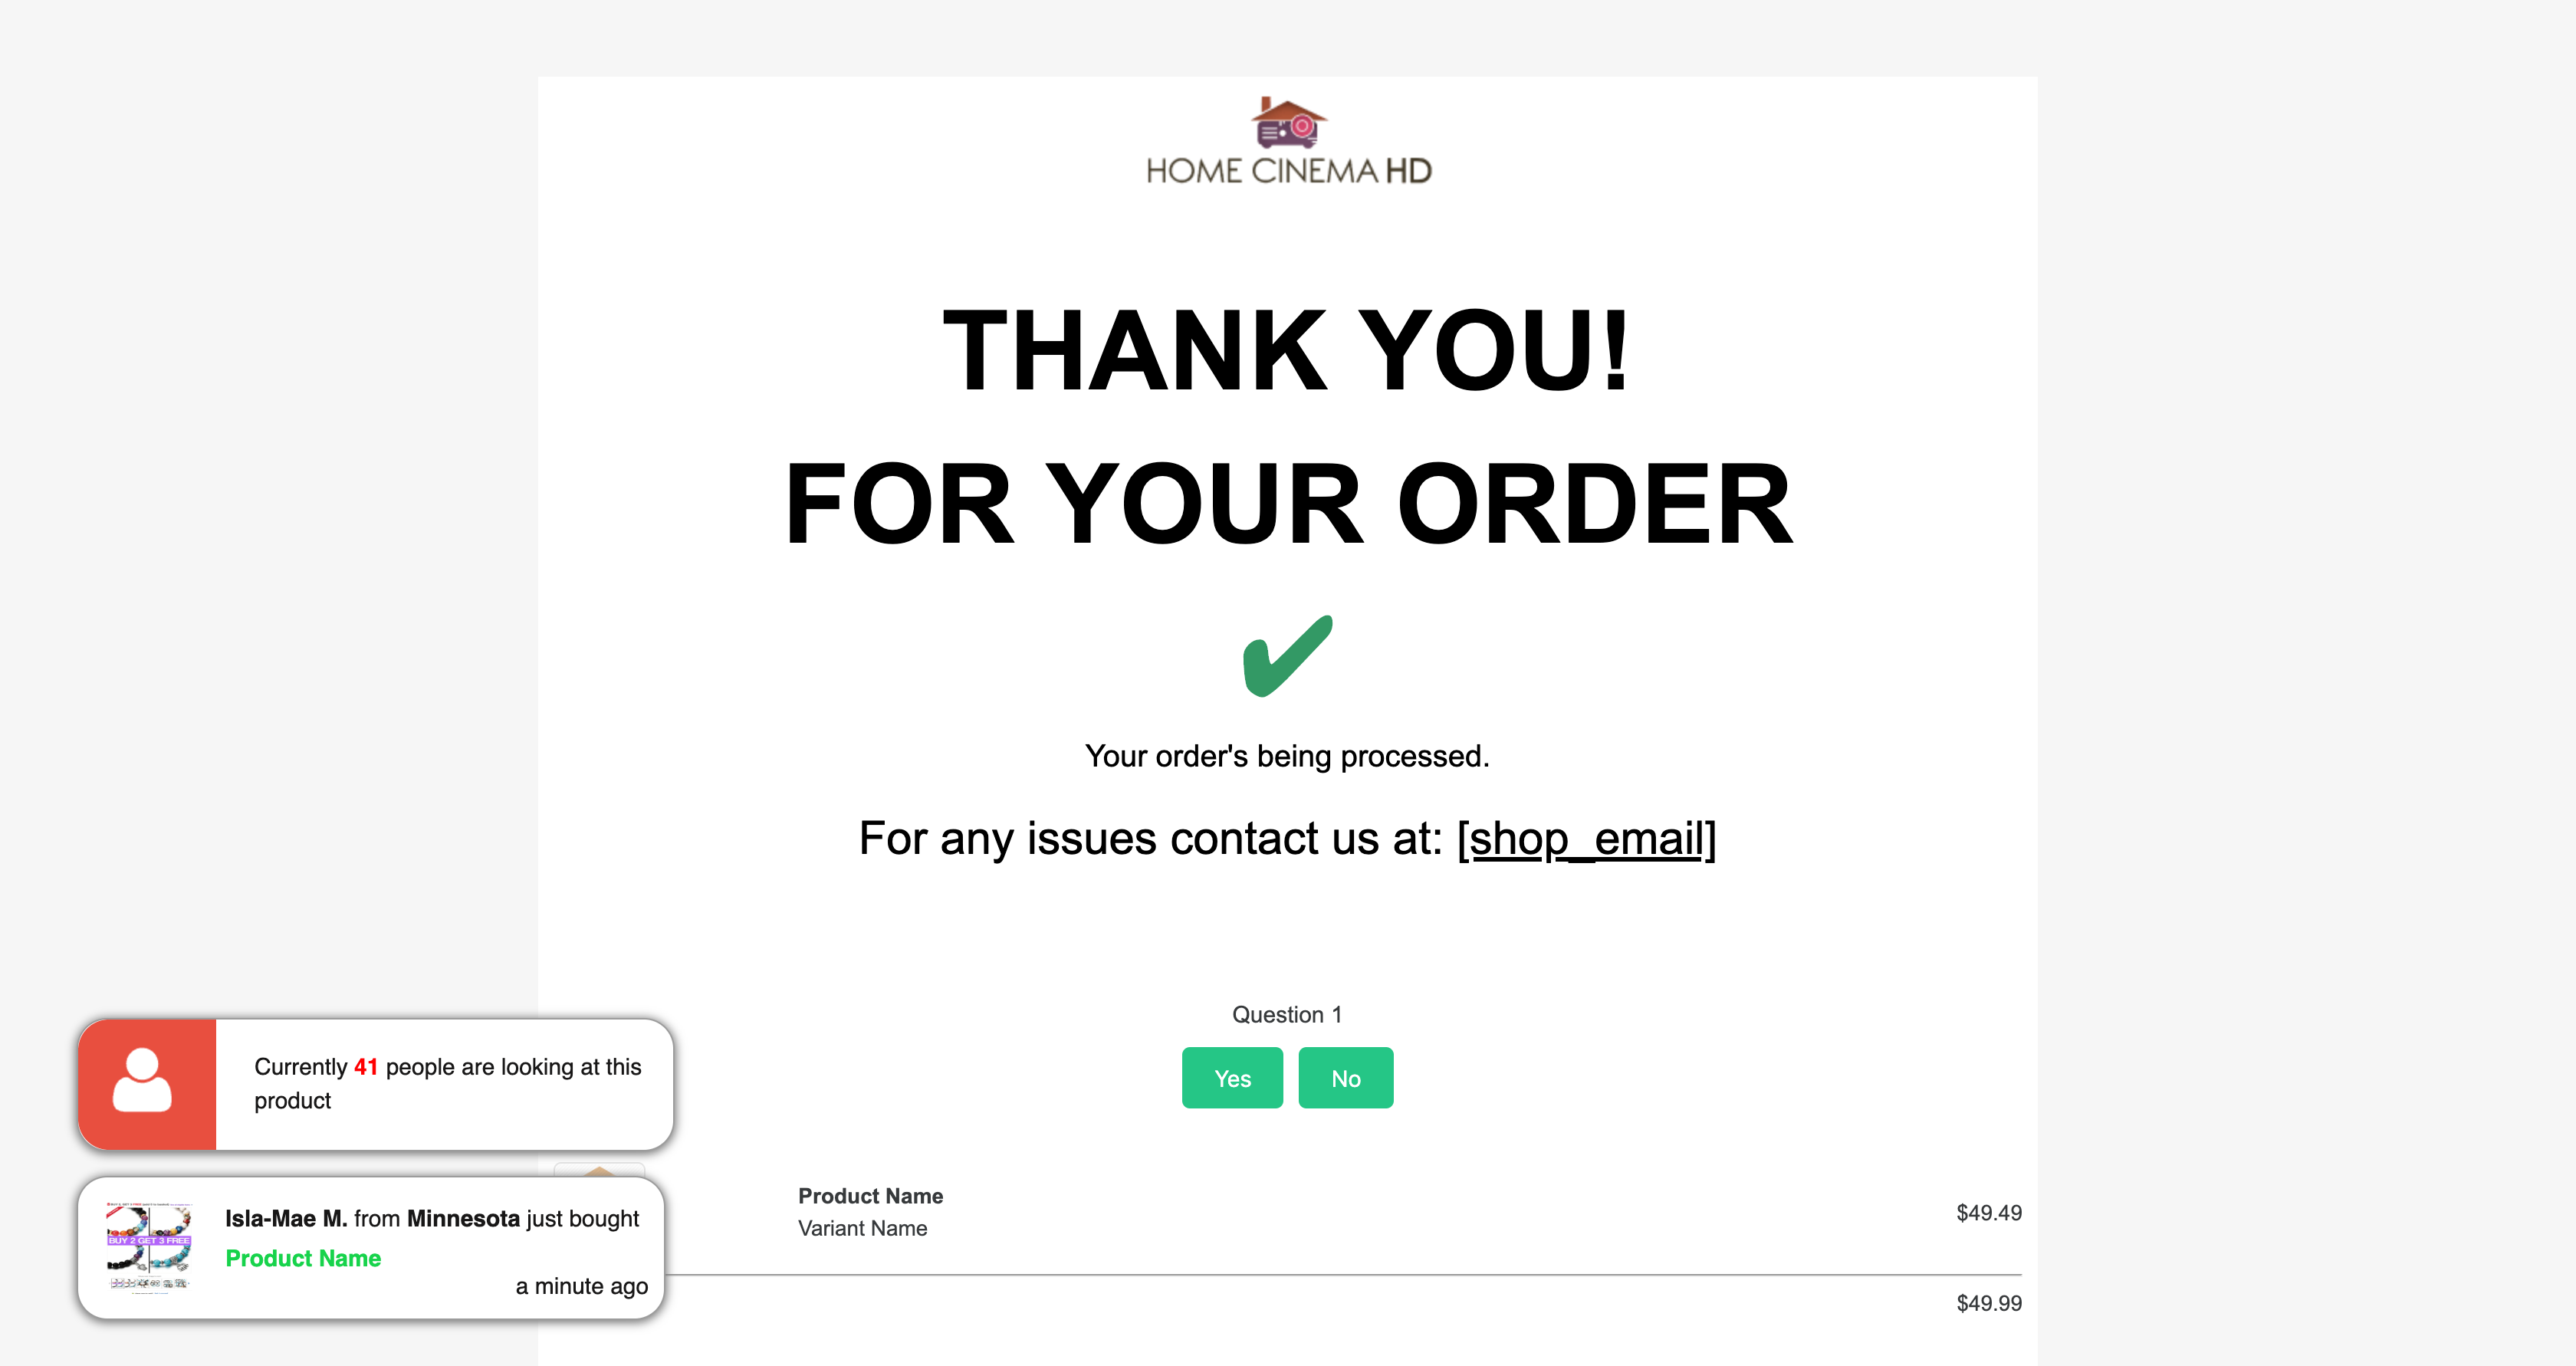 HOME CINEMA HD
THANK YOU!
FOR YOUR ORDER
Your order's being processed.
For any issues contact us at: [shop_email]
Question 1
Yes No
Currently 41 people are looking at this
product
Product Name
Variant Name
$49.49
BUY 2 GET 3 FREE
Isla-Mae M. from Minnesota just bought
Product Name
a minute ago
$49.99